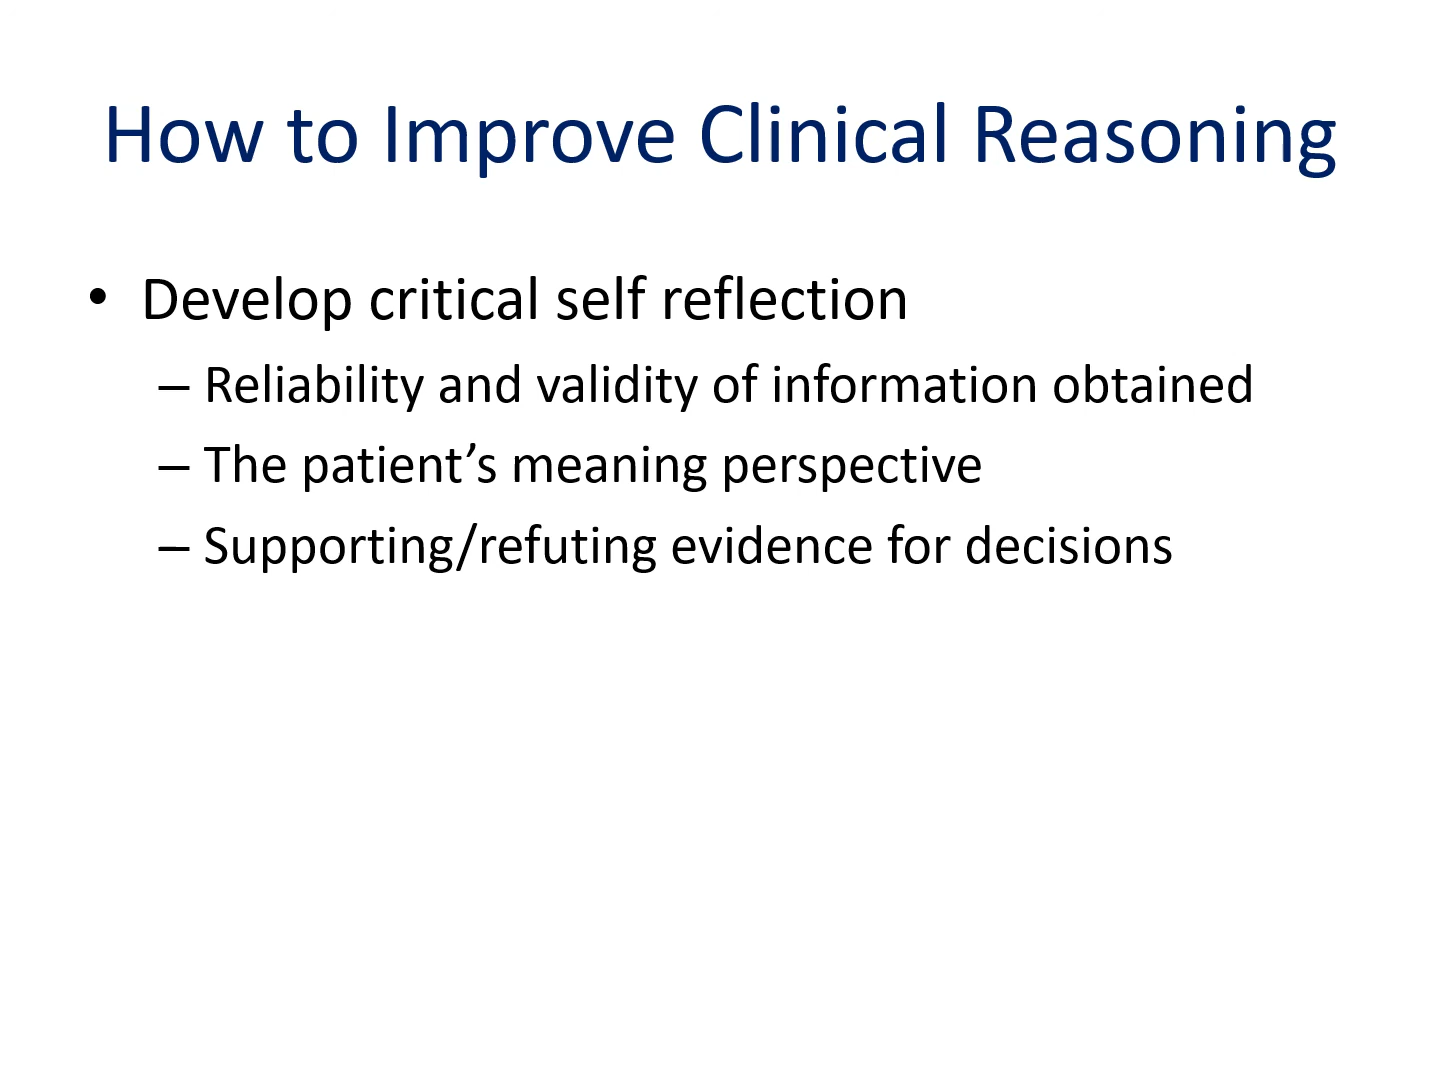 How to Improve Clinical Reasoning
• Develop critical self reflection
– Reliability and validity of information obtained
– The patient’s meaning perspective
– Supporting/refuting evidence for decisions